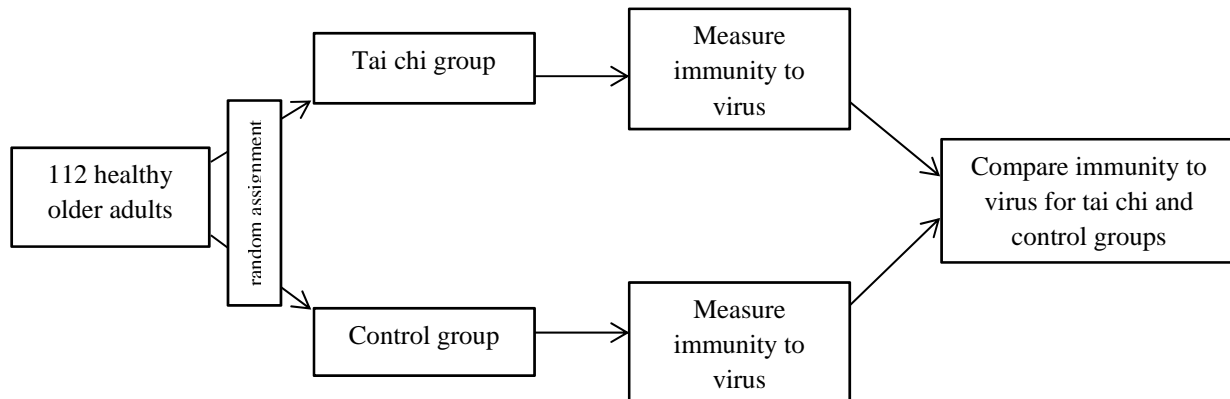 112 healthy
older adults
random assignment
Tai chi group
Measure
immunity to
virus
Control group
Measure
immunity to
virus
Compare immunity to
virus for tai chi and
control groups